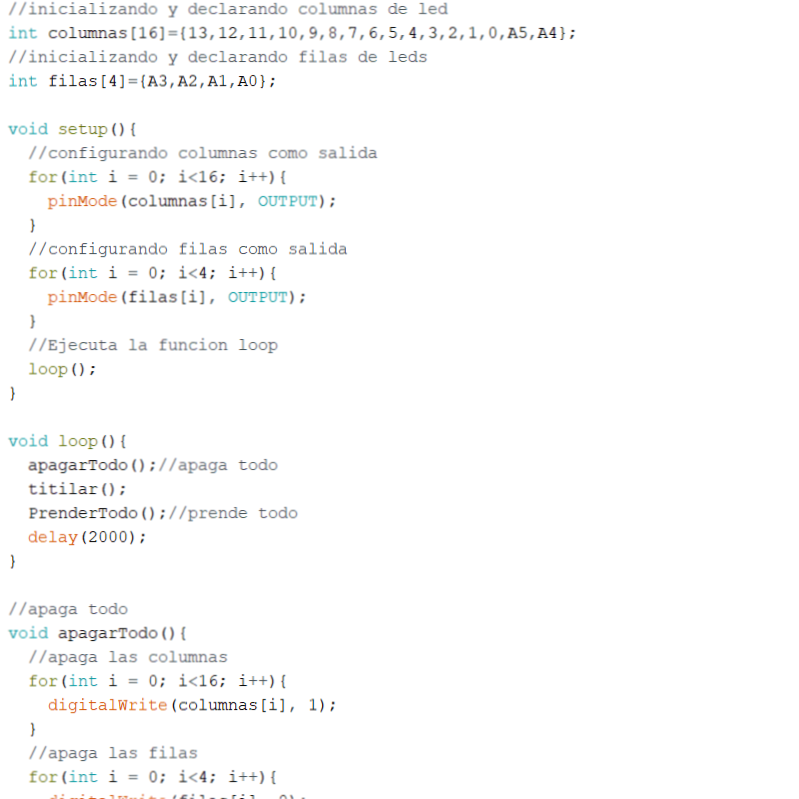 //inicializando y declarando columnas de led
int columnas[16]={13,12,11,10,9,8,7,6,5,4,3,2,1,0,A5,A4};
//inicializando y declarando filas de leds
int filas[4]={A3,A2,A1,A0};

void setup(){
  //configurando columnas como salida
  for(int i = 0; i<16; i++){
    pinMode(columnas[i], OUTPUT);
  }
  //configurando filas como salida
  for(int i = 0; i<4; i++){
    pinMode(filas[i], OUTPUT);
  }
  //Ejecuta la funcion loop
  loop();
}

void loop(){
  apagarTodo();//apaga todo
  titilar();
  PrenderTodo();//prende todo
  delay(2000);
}

//apaga todo
void apagarTodo(){
  //apaga las columnas
  for(int i = 0; i<16; i++){
    digitalWrite(columnas[i], 1);
  }
  //apaga las filas
  for(int i = 0; i<4; i++){
    digitalWrite(filas[i], 0);